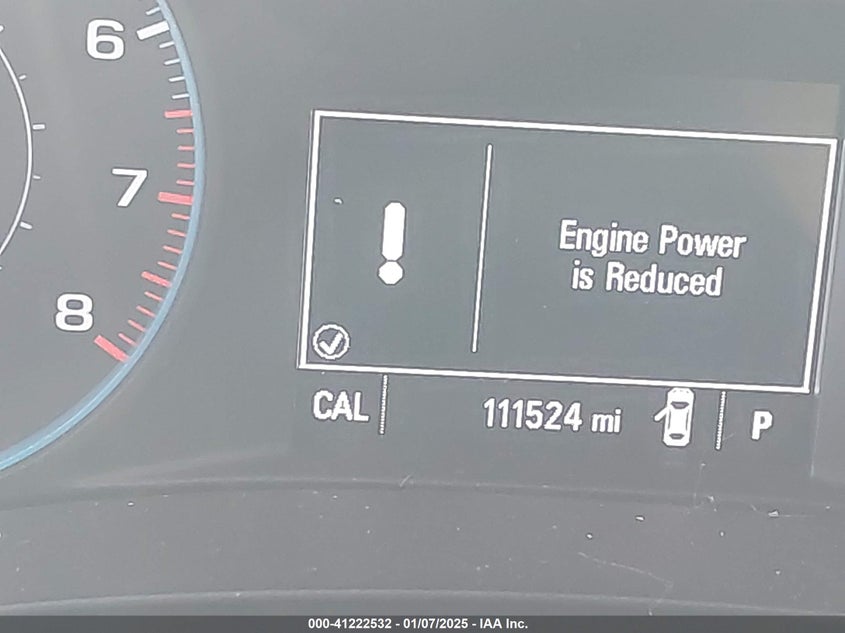 6
7
8
Engine Power
is Reduced
CAL
111524 mi
P
000-41222532 - 01/07/2025 - IAA Inc.